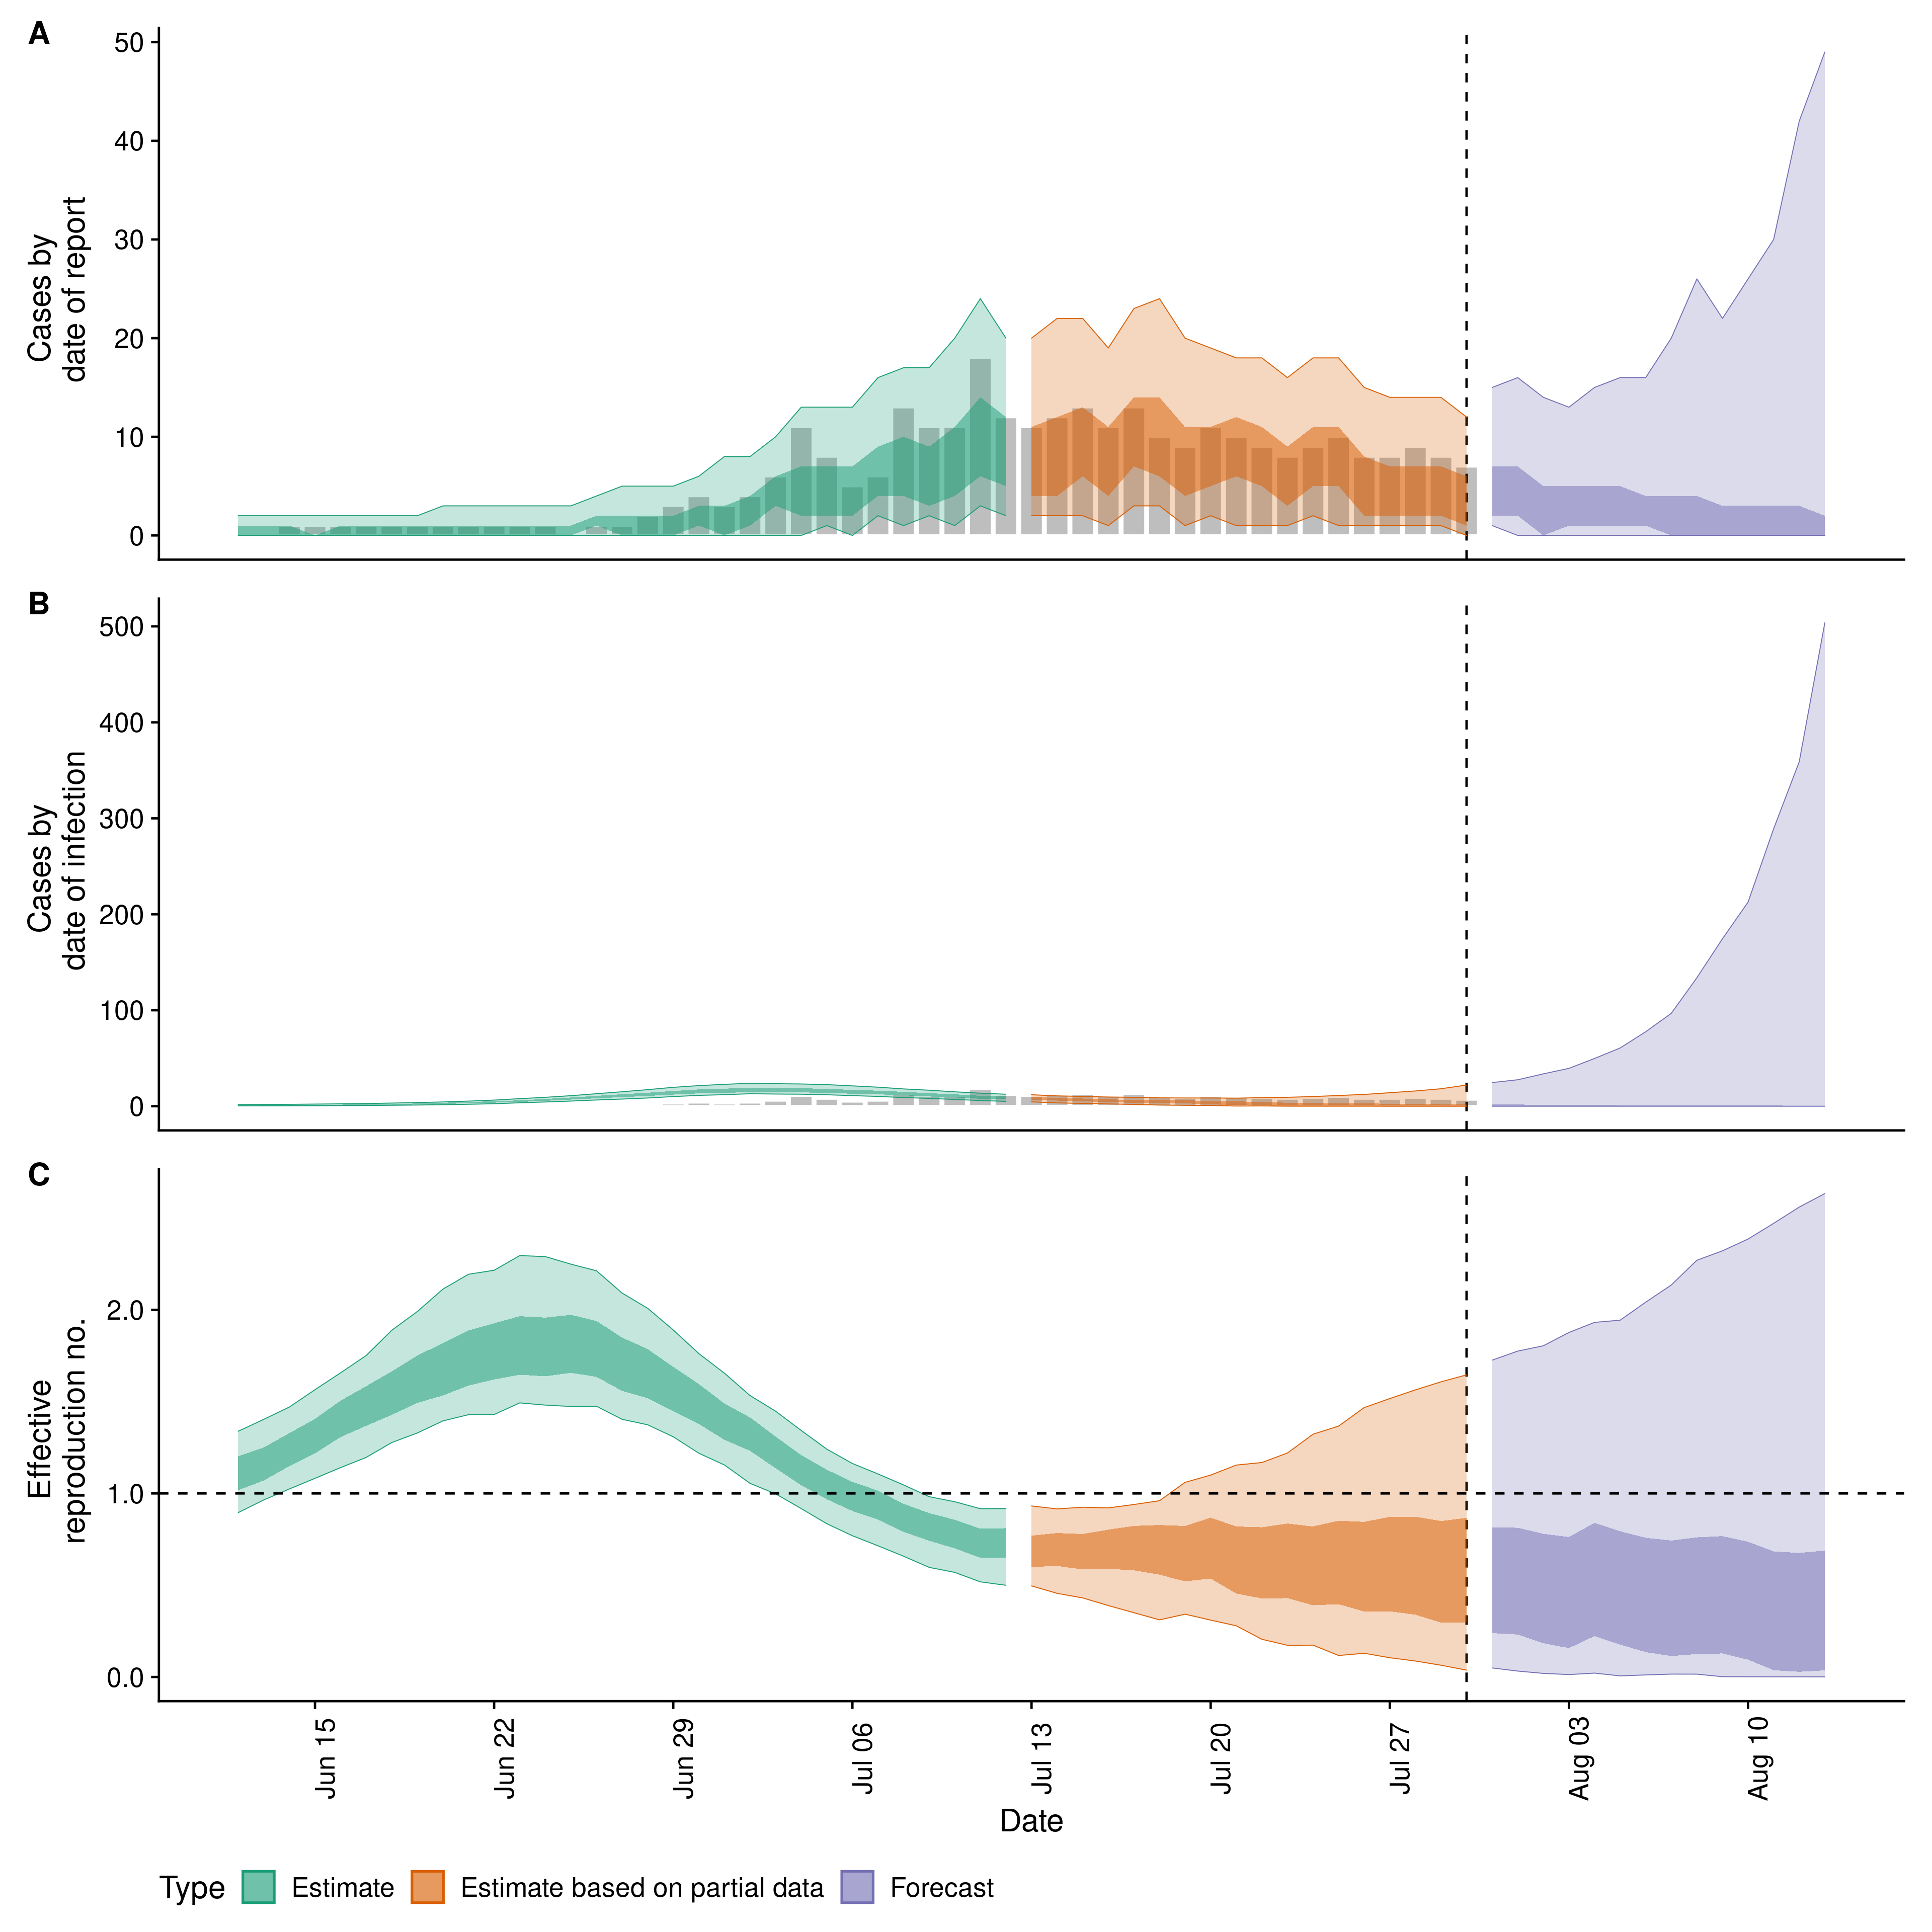 A
50
40
30
20
10
0
Cases by
date of report
B
500
400
300
200
100
0
Cases by
date of infection
C
2.0
1.0
0.0
Effective
reproduction no.
Jun 15
Jun 22
Jun 29
Jul 06
Jul 13
Jul 20
Jul 27
Aug 03
Aug 10
Date
Type Estimate Estimate based on partial data Forecast